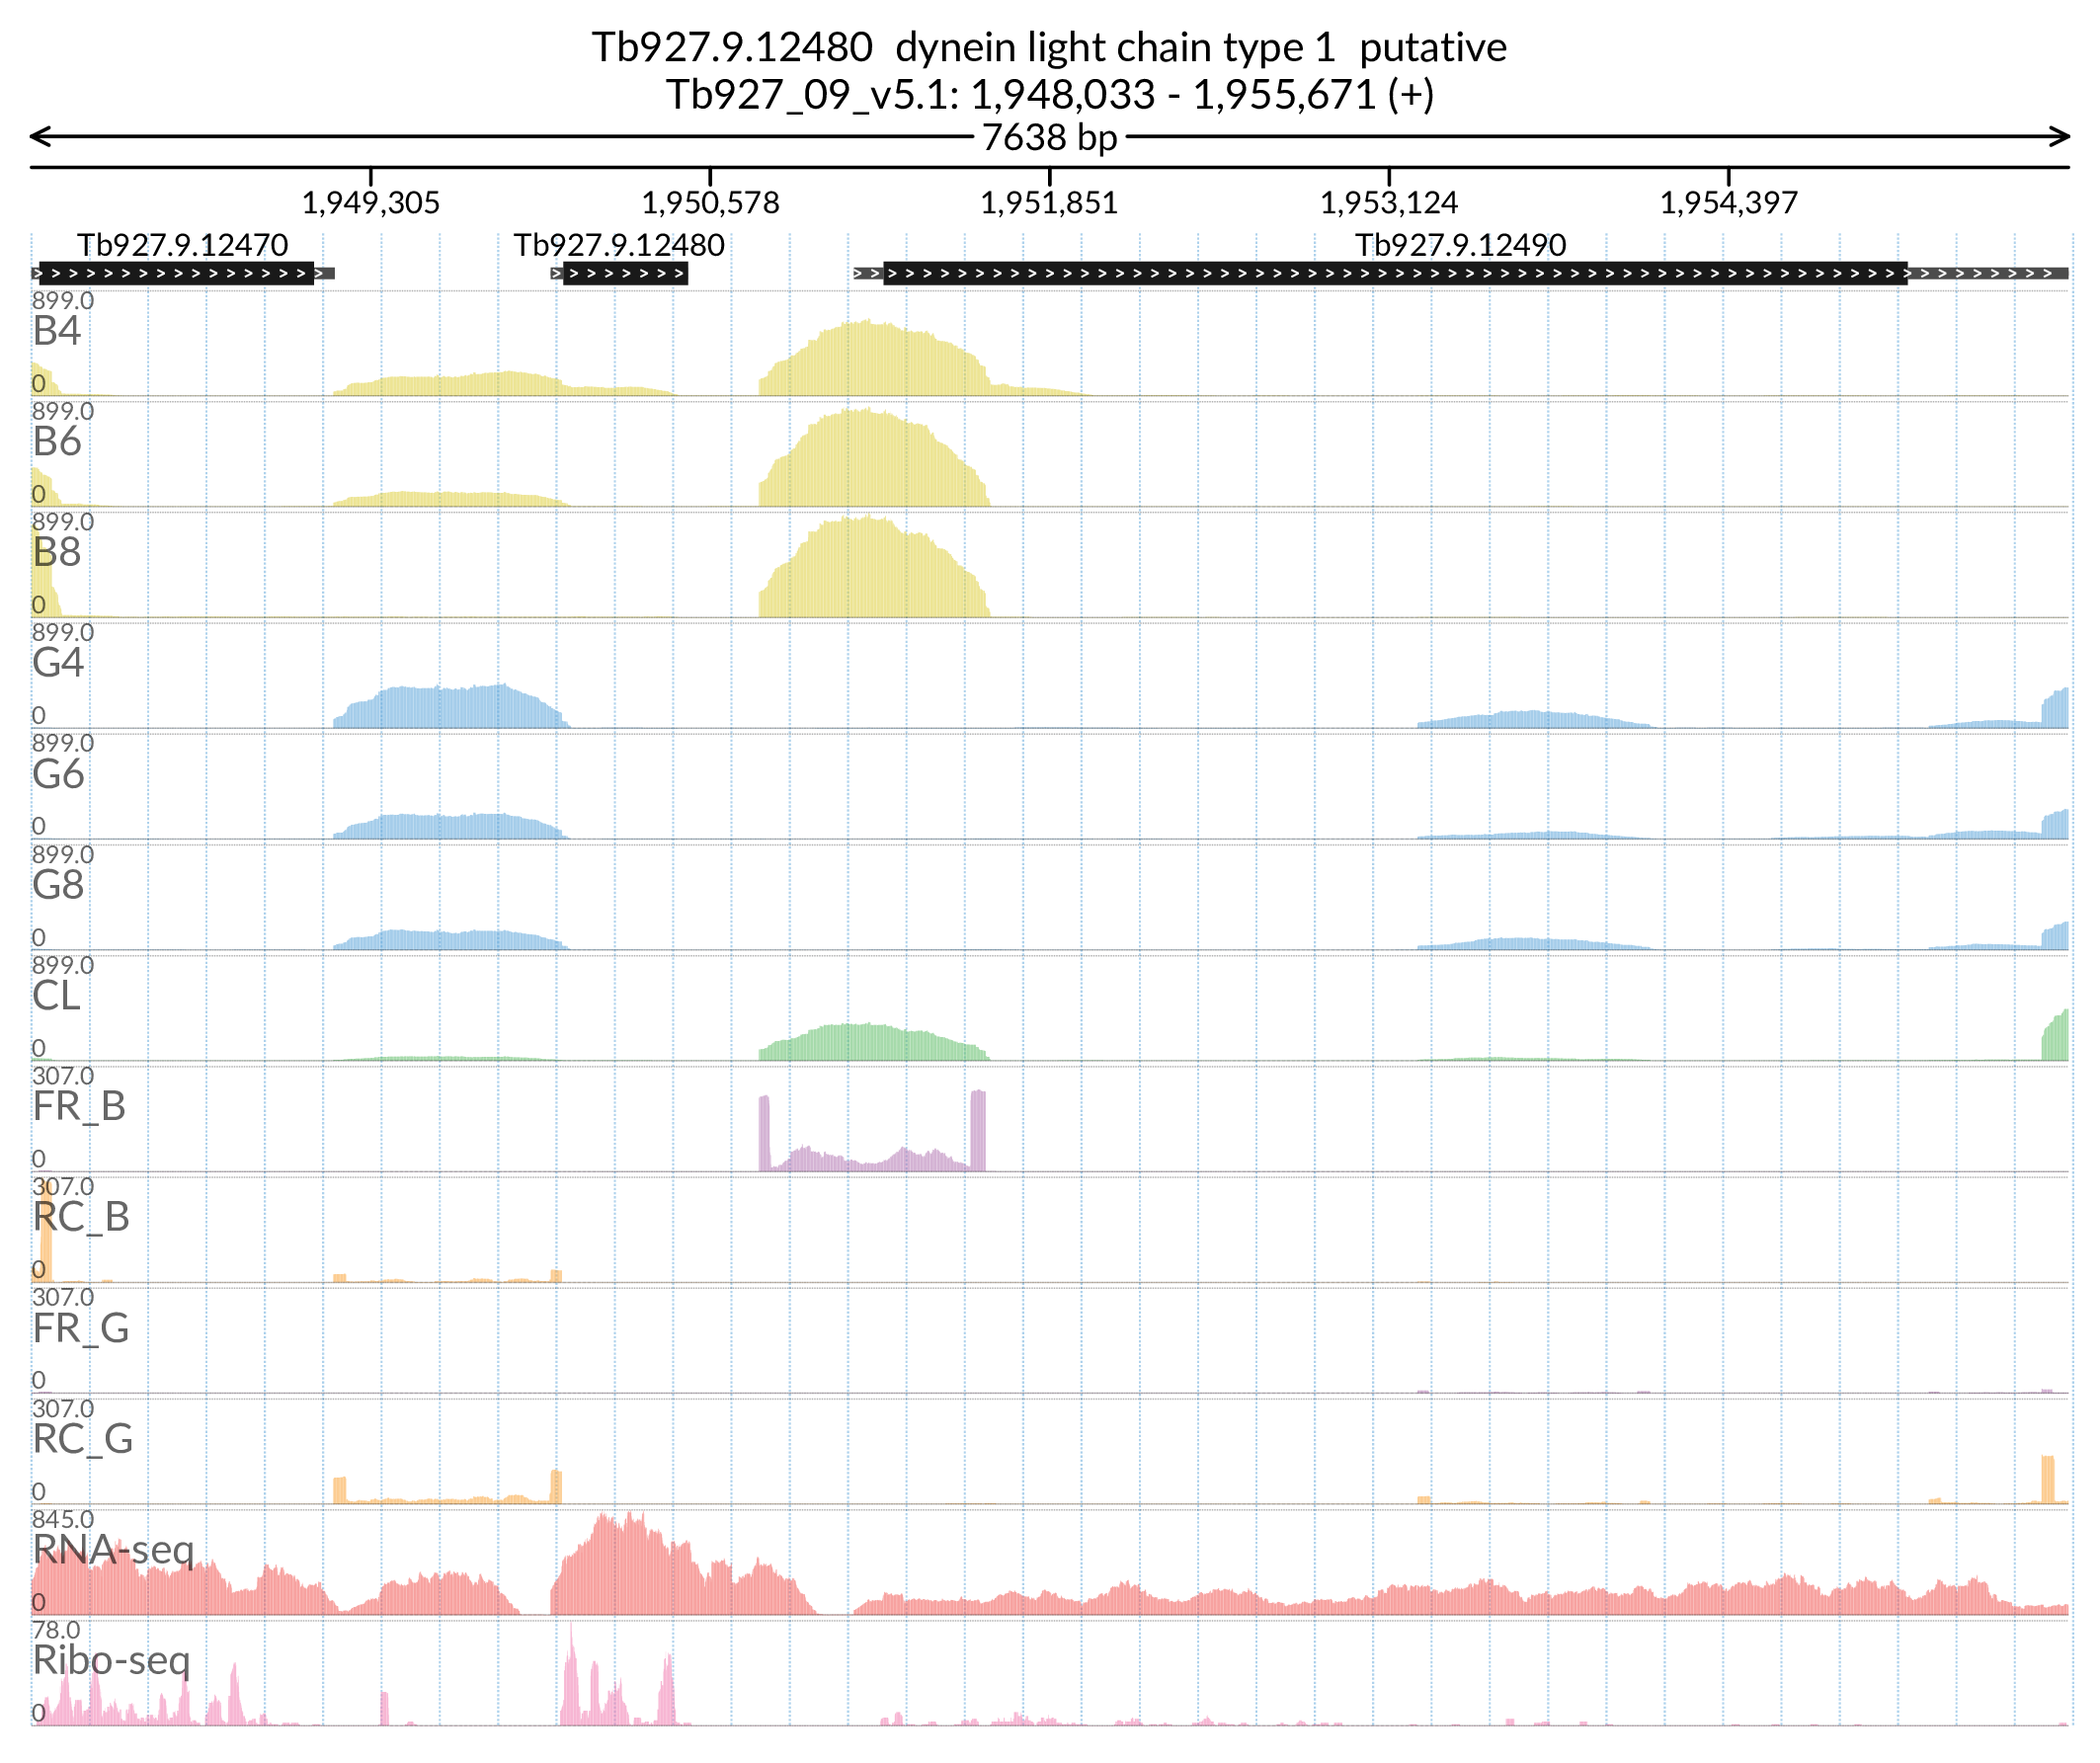 Tb927.9.12480 dynein light chain type 1 putative
Tb927_09_v5.1: 1,948,033 - 1,955,671 (+)
7638 bp
1,949,305 1,950,578 1,951,851 1,953,124 1,954,397
Tb927.9.12470 Tb927.9.12480 Tb927.9.12490
899.0
B4
0
899.0
B6
0
899.0
B8
0
899.0
G4
0
899.0
G6
0
899.0
G8
0
899.0
CL
0
307.0
FR_B
0
307.0
RC_B
0
307.0
FR_G
0
307.0
RC_G
0
845.0
RNA-seq
0
78.0
Ribo-seq
0